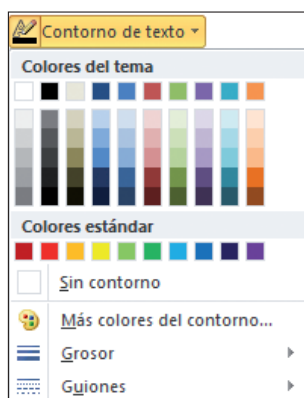 Contorno de texto
Colores del tema
Colores estándar
Sin contorno
Más colores del contorno...
Grosor
Guiones